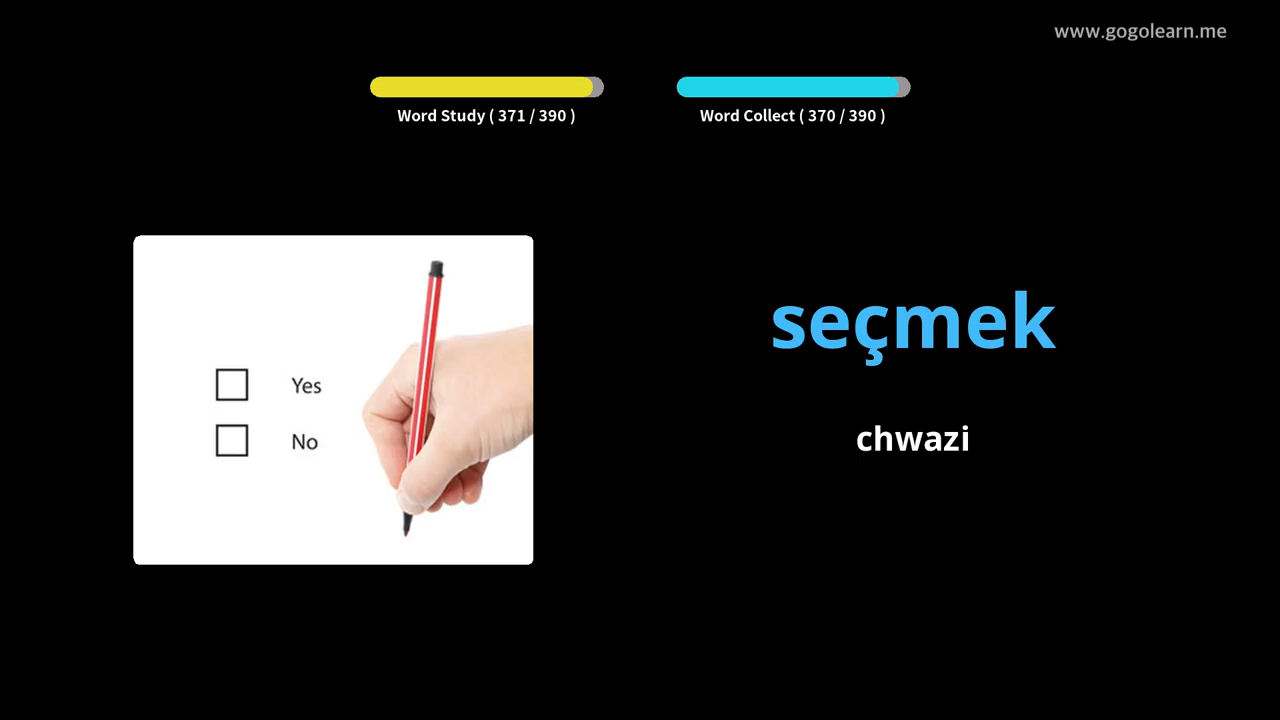 www.gogolearn.me
Word Study ( 371 / 390 )
Word Collect ( 370 / 390 )
Yes
No
seçmek
chwazi